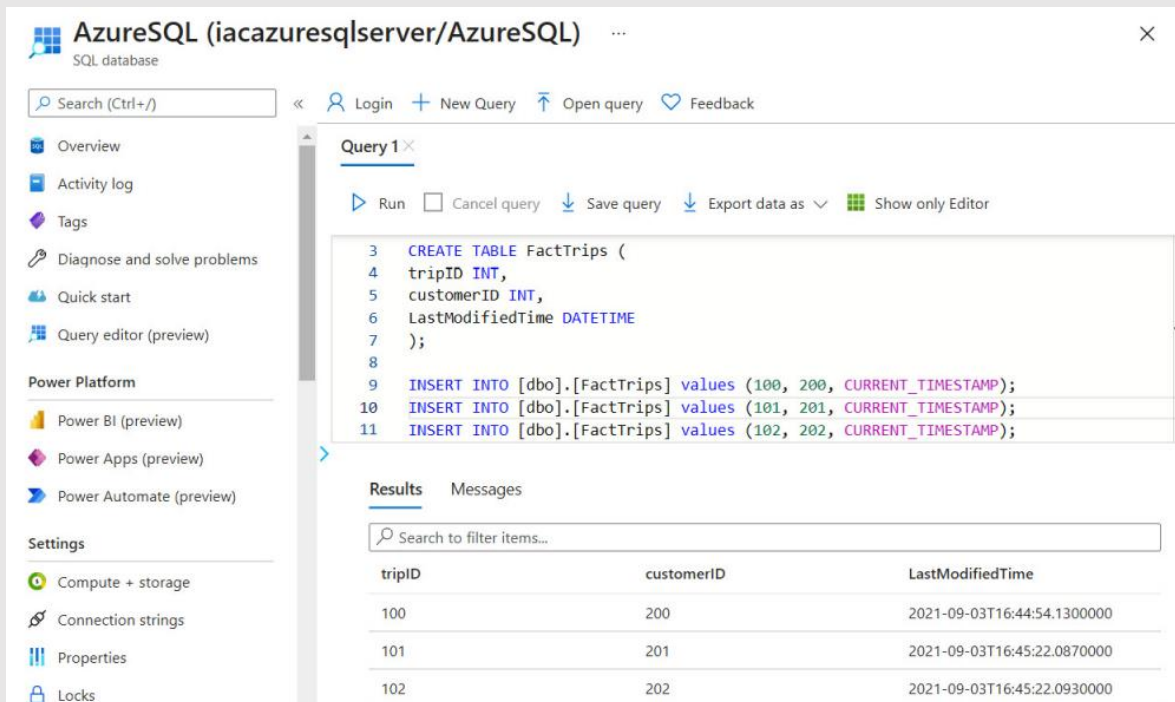 AzureSQL (iacazuresqlserver/AzureSQL) ...
SQL database
Search (Ctrl+/)
«
Login
New Query
Open query
Feedback
Overview
Activity log
Tags
Diagnose and solve problems
Quick start
Query editor (preview)
Power Platform
Power BI (preview)
Power Apps (preview)
Power Automate (preview)
Settings
Compute + storage
Connection strings
Properties
Locks
Query 1
Run
Cancel query
Save query
Export data as
Show only Editor
3 CREATE TABLE FactTrips (
4 tripID INT,
5 customerID INT,
6 LastModifiedTime DATETIME
7 );
8
9 INSERT INTO [dbo].[FactTrips] values (100, 200, CURRENT_TIMESTAMP);
10 INSERT INTO [dbo].[FactTrips] values (101, 201, CURRENT_TIMESTAMP);
11 INSERT INTO [dbo].[FactTrips] values (102, 202, CURRENT_TIMESTAMP);
Results Messages
Search to filter items...
tripID customerID LastModifiedTime
100 200 2021-09-03T16:44:54.1300000
101 201 2021-09-03T16:45:22.0870000
102 202 2021-09-03T16:45:22.0930000